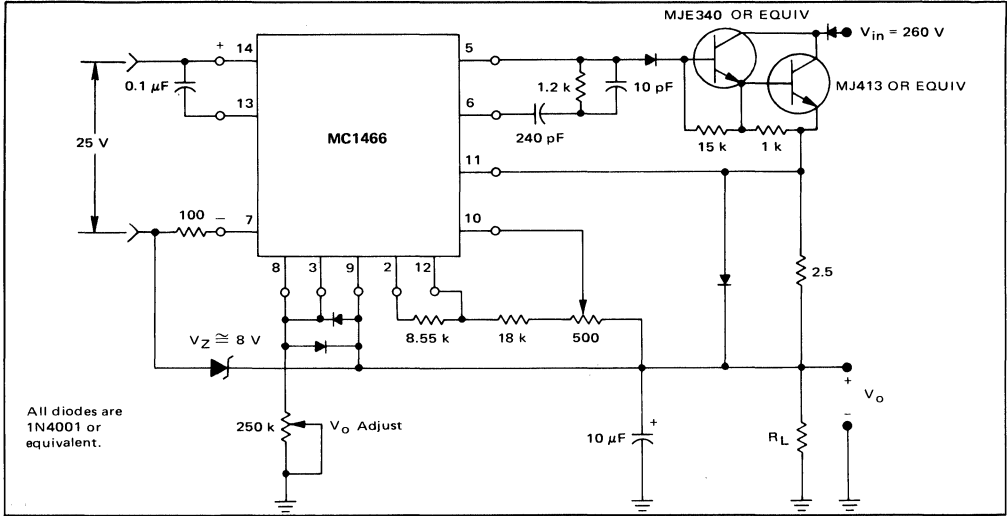 MJE340 OR EQUIV
Vin = 260 V
MJ413 OR EQUIV
+ 14
5
0.1 µF
1.2 k
10 pF
13
6
MC1466
240 pF
15 k
1 k
25 V
11
100
− 7
10
8 3 9 2 12
2.5
8.55 k
18 k
500
VZ ≅ 8 V
+
Vo
−
All diodes are
1N4001 or
equivalent.
250 k
Vo Adjust
10 µF
+
RL